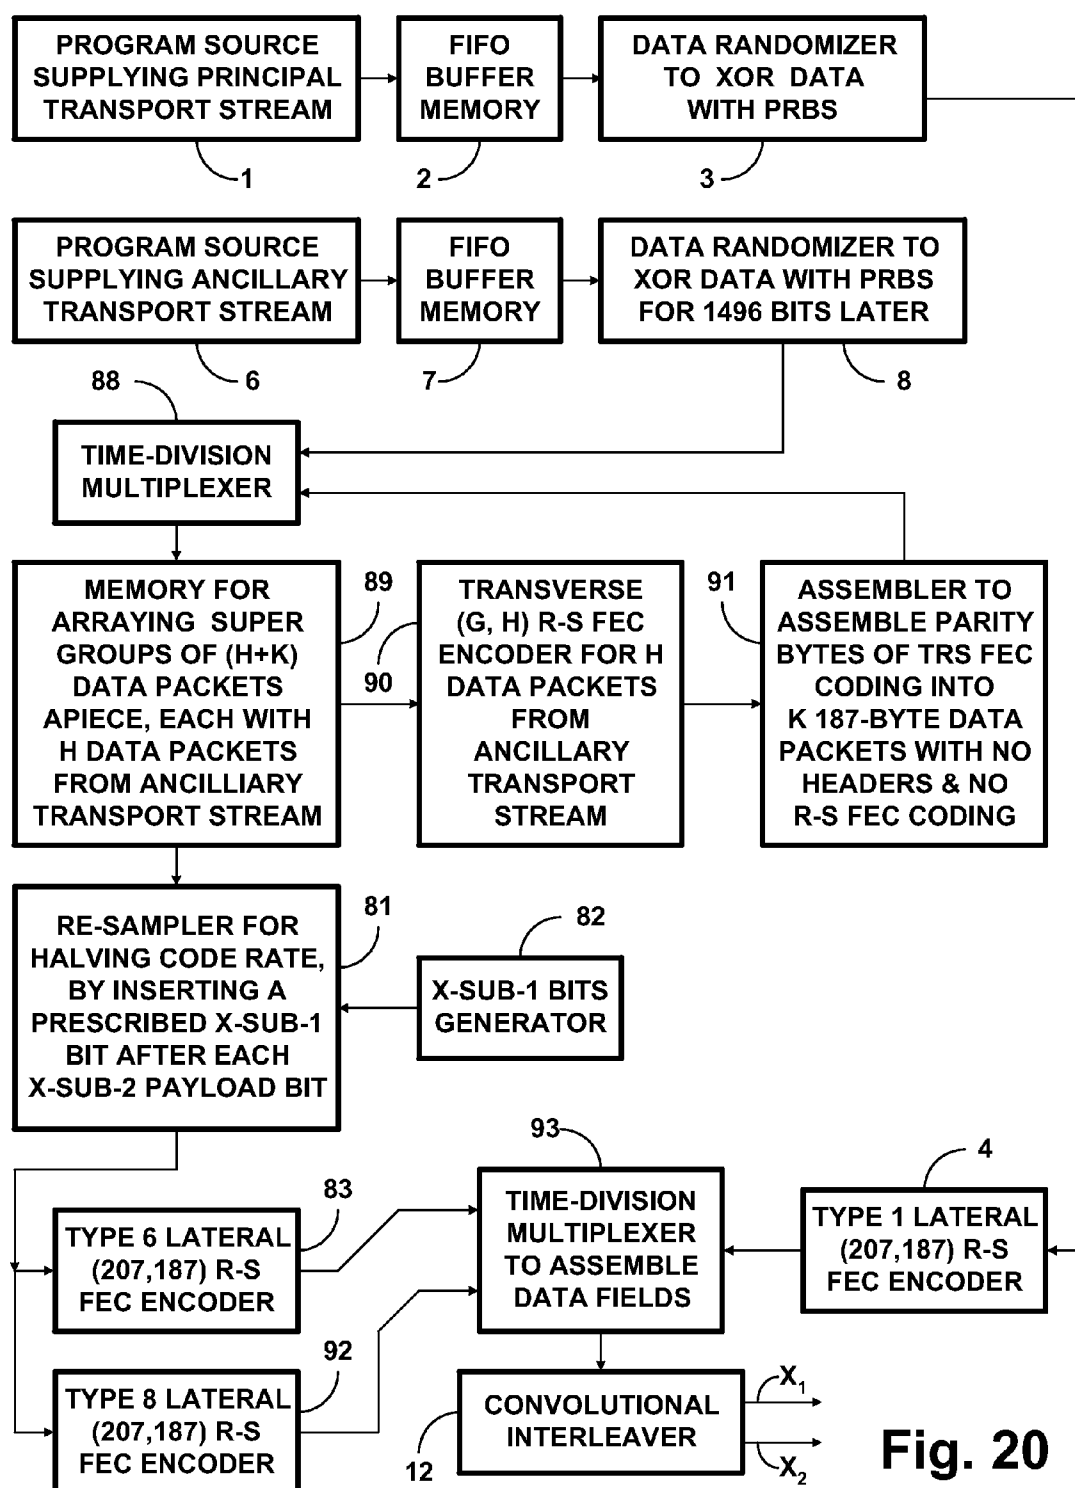 PROGRAM SOURCE
SUPPLYING PRINCIPAL
TRANSPORT STREAM
1
FIFO
BUFFER
MEMORY
2
DATA RANDOMIZER
TO XOR DATA
WITH PRBS
3
PROGRAM SOURCE
SUPPLYING ANCILLARY
TRANSPORT STREAM
6
FIFO
BUFFER
MEMORY
7
DATA RANDOMIZER TO
XOR DATA WITH PRBS
FOR 1496 BITS LATER
8
88
TIME-DIVISION
MULTIPLEXER
MEMORY FOR
ARRAYING SUPER
GROUPS OF (H+K)
DATA PACKETS
APIECE, EACH WITH
H DATA PACKETS
FROM ANCILLIARY
TRANSPORT STREAM
89
90
TRANSVERSE
(G, H) R-S FEC
ENCODER FOR H
DATA PACKETS
FROM
ANCILLARY
TRANSPORT
STREAM
91
ASSEMBLER TO
ASSEMBLE PARITY
BYTES OF TRS FEC
CODING INTO
K 187-BYTE DATA
PACKETS WITH NO
HEADERS & NO
R-S FEC CODING
RE-SAMPLER FOR
HALVING CODE RATE,
BY INSERTING A
PRESCRIBED X-SUB-1
BIT AFTER EACH
X-SUB-2 PAYLOAD BIT
81
82
X-SUB-1 BITS
GENERATOR
83
TYPE 6 LATERAL
(207,187) R-S
FEC ENCODER
93
TIME-DIVISION
MULTIPLEXER
TO ASSEMBLE
DATA FIELDS
4
TYPE 1 LATERAL
(207,187) R-S
FEC ENCODER
92
TYPE 8 LATERAL
(207,187) R-S
FEC ENCODER
12
CONVOLUTIONAL
INTERLEAVER
X1
X2
Fig. 20